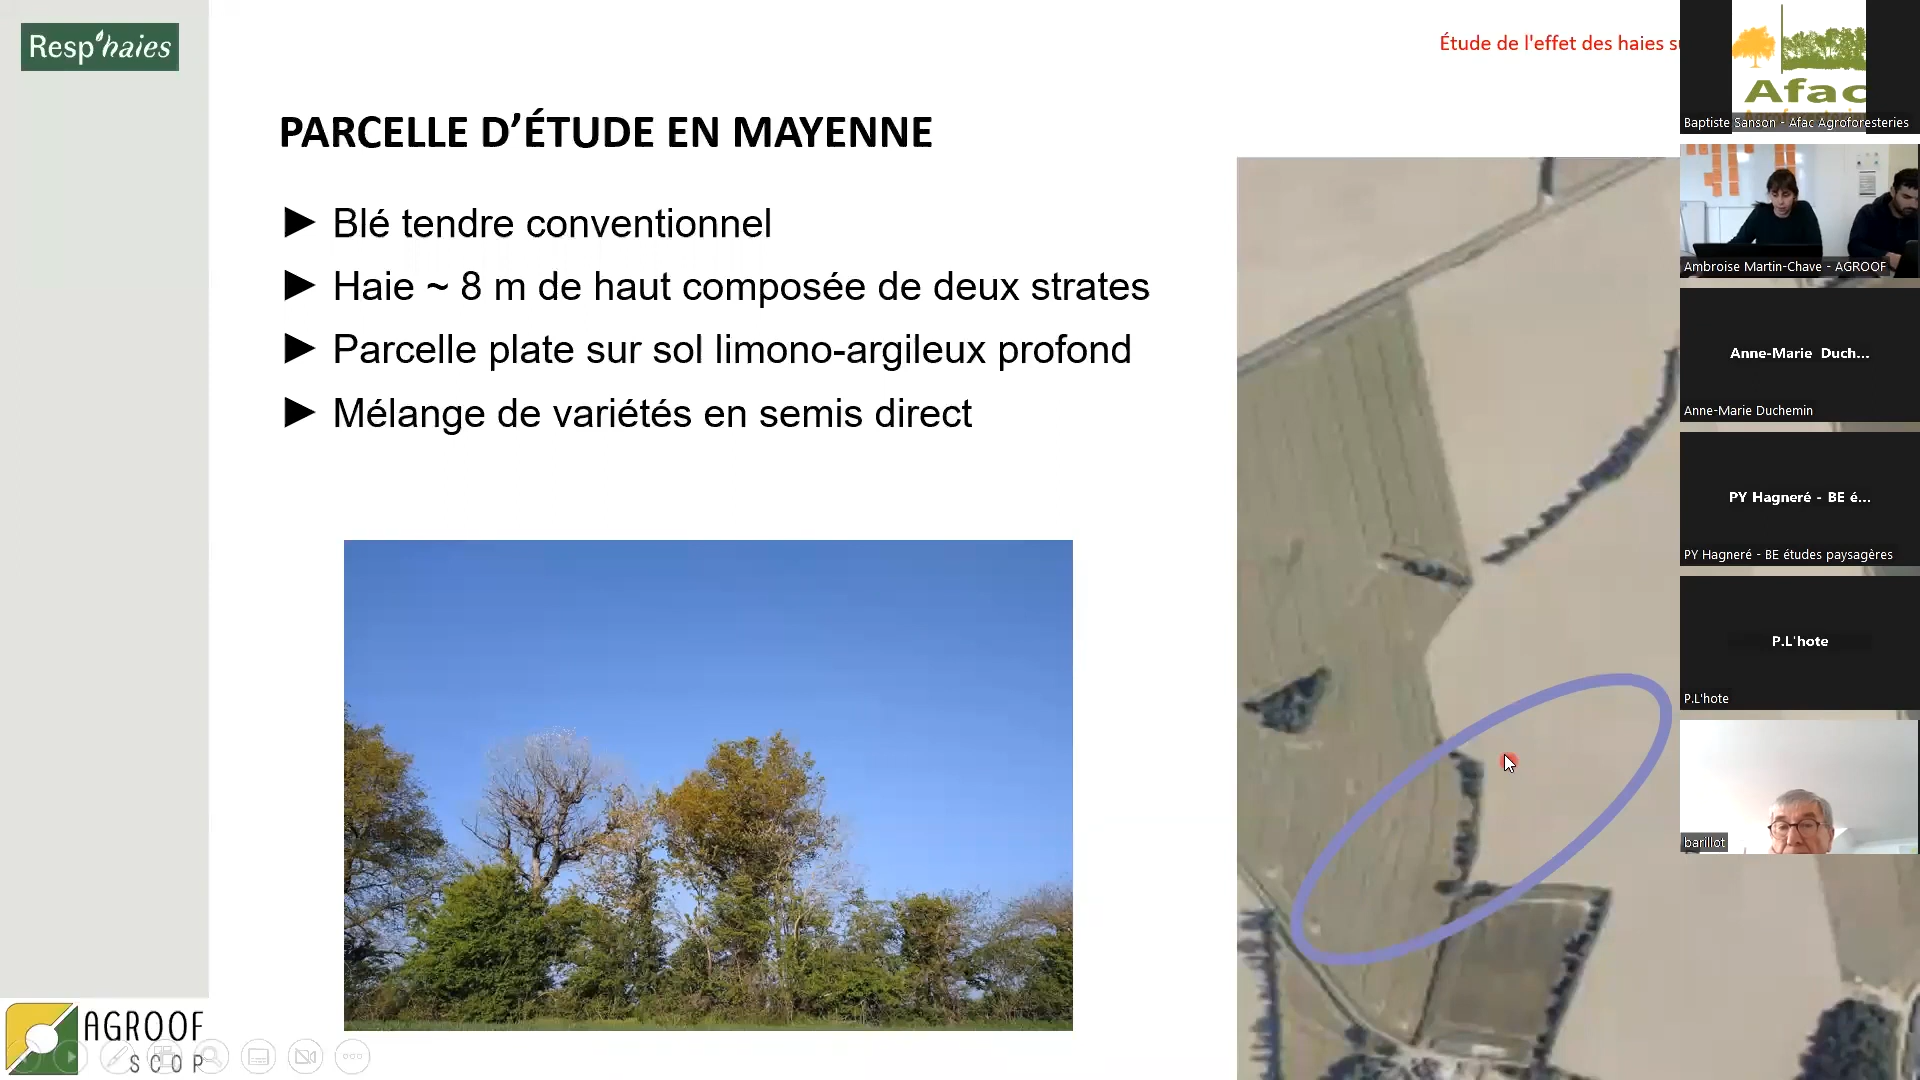 Resp'haies
Étude de l'effet des haies
PARCELLE D’ÉTUDE EN MAYENNE
► Blé tendre conventionnel
► Haie ~ 8 m de haut composée de deux strates
► Parcelle plate sur sol limono-argileux profond
► Mélange de variétés en semis direct
AGROOF
SCOP
Afac
Baptiste Sanson - Afac Agroforesteries
Ambroise Martin-Chave - AGROOF
Anne-Marie Duch...
Anne-Marie Duchemin
PY Hagneré - BE é...
PY Hagneré - BE études paysagères
P.L'hote
P.L'hote
barillot